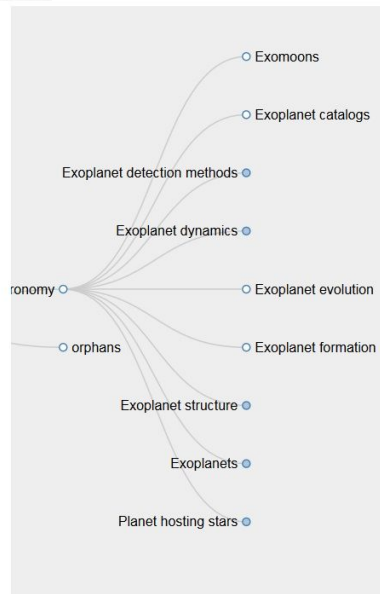 Exomoons
Exoplanet catalogs
Exoplanet detection methods
Exoplanet dynamics
ronomy
Exoplanet evolution
orphans
Exoplanet formation
Exoplanet structure
Exoplanets
Planet hosting stars